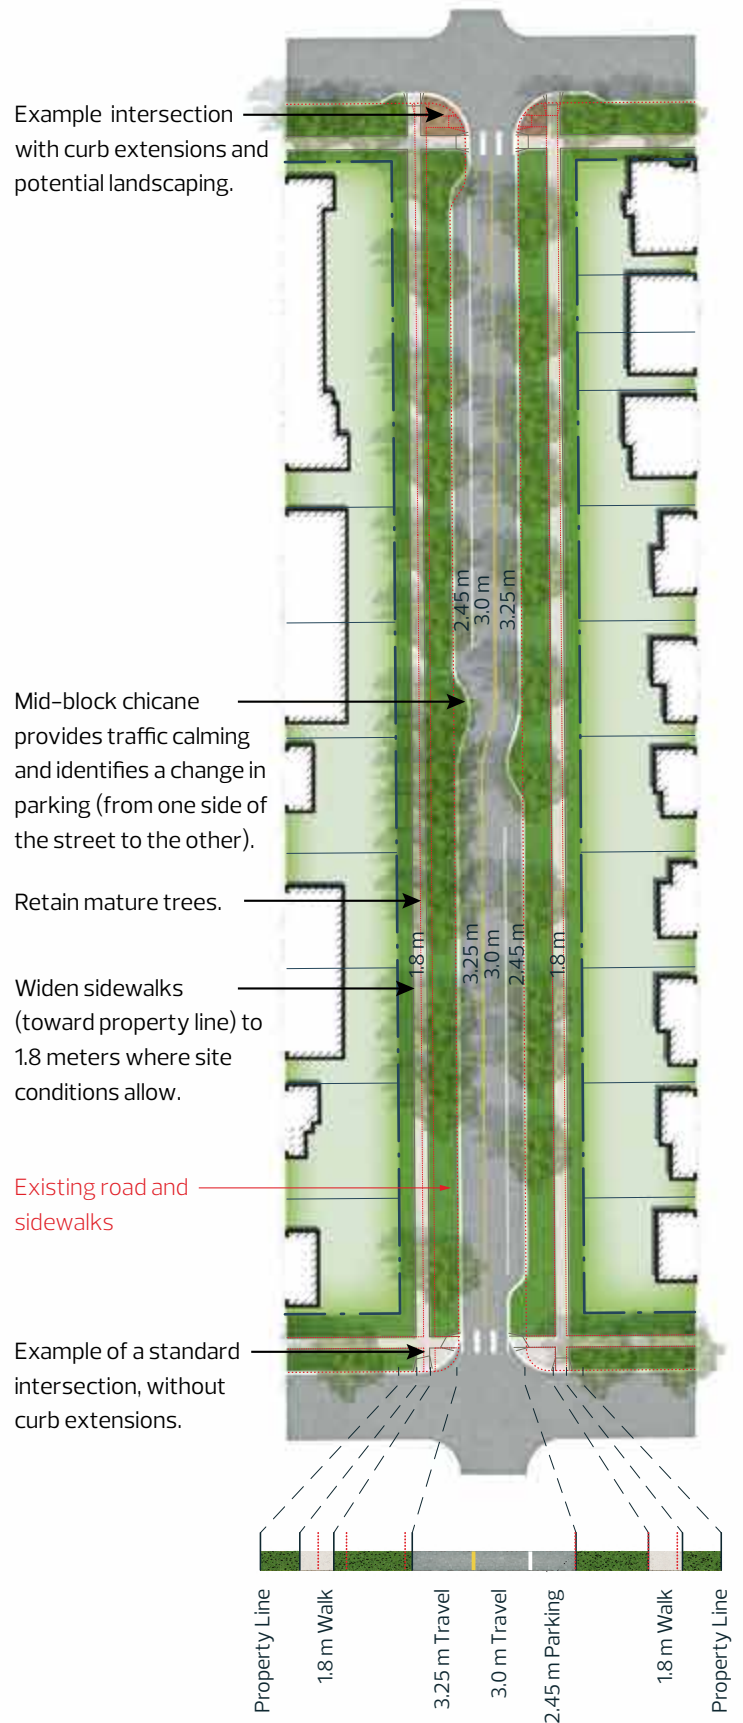 Example intersection
with curb extensions and
potential landscaping.
2.45 m
3.0 m
3.25 m
Mid-block chicane
provides traffic calming
and identifies a change in
parking (from one side of
the street to the other).
Retain mature trees.
1.8 m
3.25 m
3.0 m
2.45 m
1.8 m
Widen sidewalks
(toward property line) to
1.8 meters where site
conditions allow.
Existing road and
sidewalks
Example of a standard
intersection, without
curb extensions.
Property Line
1.8 m Walk
3.25 m Travel
3.0 m Travel
2.45 m Parking
1.8 m Walk
Property Line